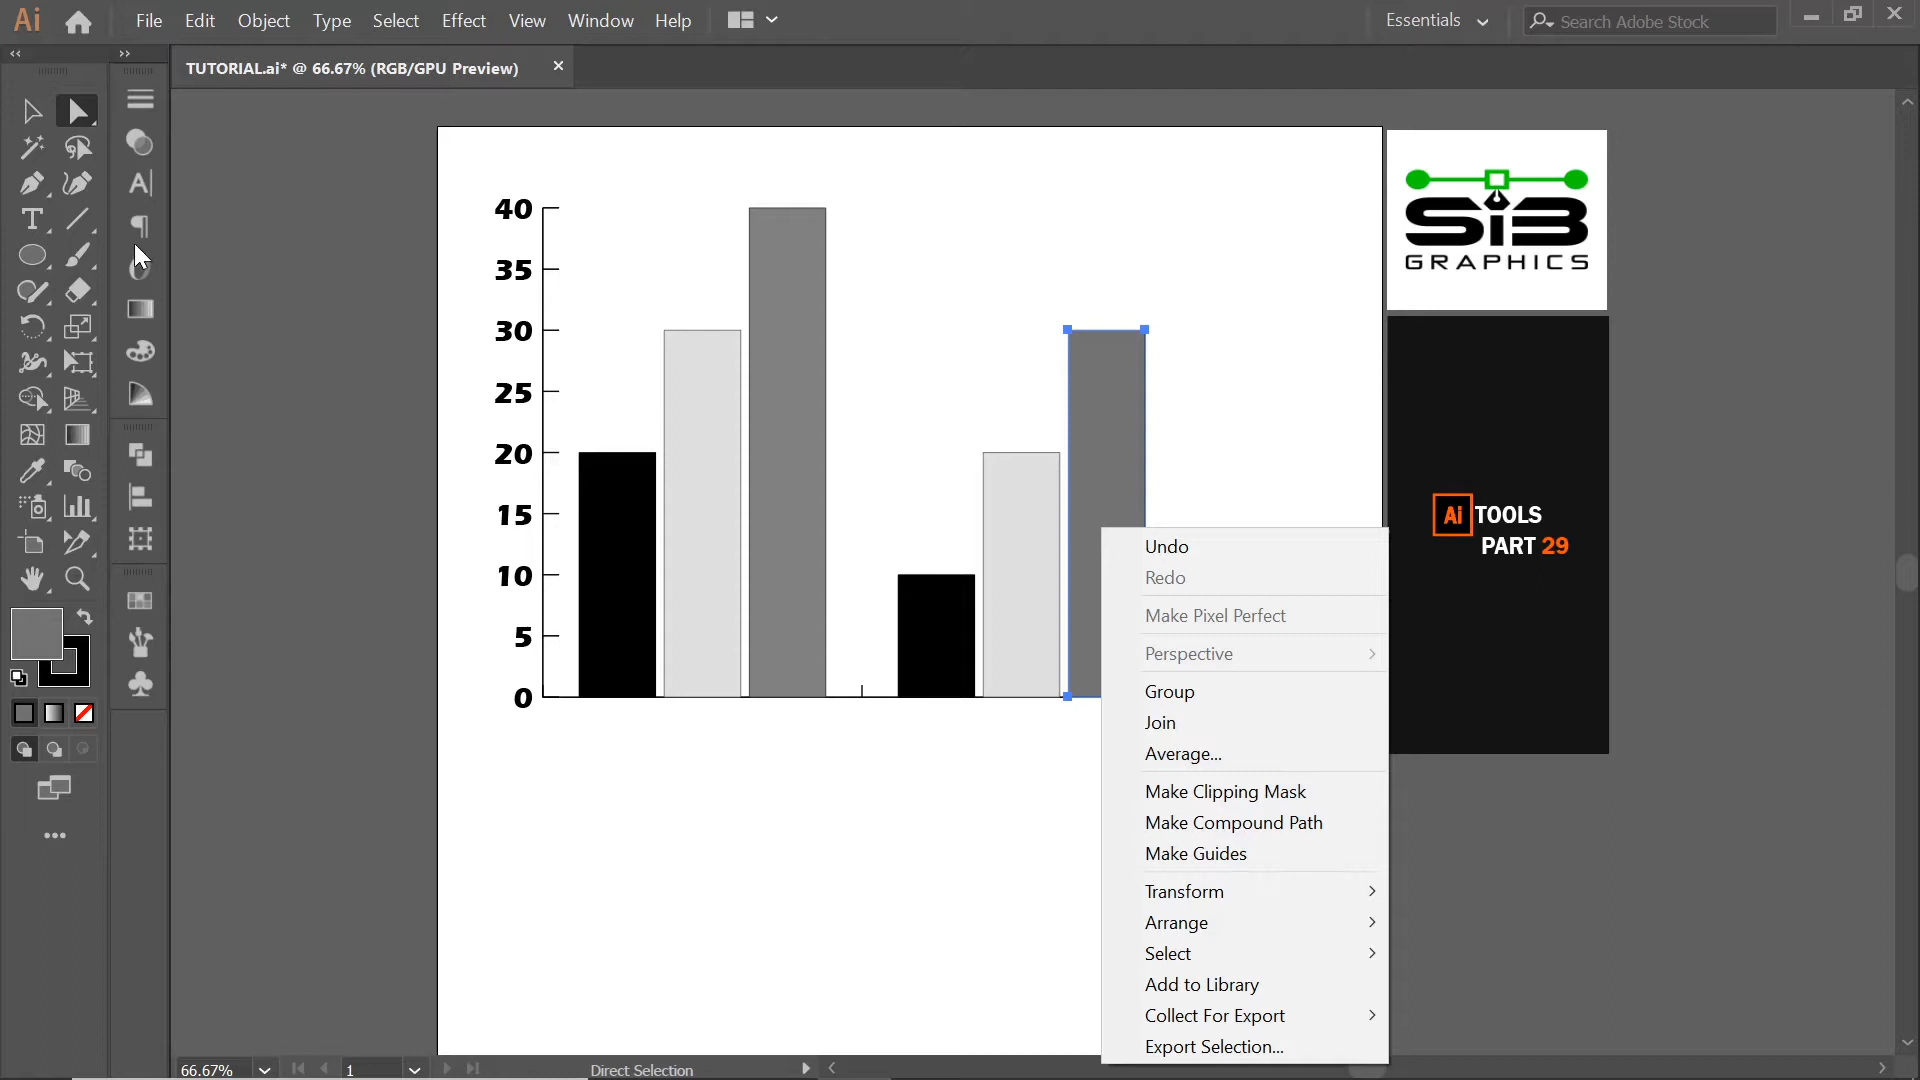 Ai File Edit Object Type Select Effect View Window Help Essentials Search Adobe Stock
TUTORIAL.ai* @ 66.67% (RGB/GPU Preview)
40
35
30
25
20
15
10
5
0
SiB
GRAPHICS
Ai TOOLS
PART 29
Undo
Redo
Make Pixel Perfect
Perspective
Group
Join
Average...
Make Clipping Mask
Make Compound Path
Make Guides
Transform
Arrange
Select
Add to Library
Collect For Export
Export Selection...
66.67% 1 Direct Selection